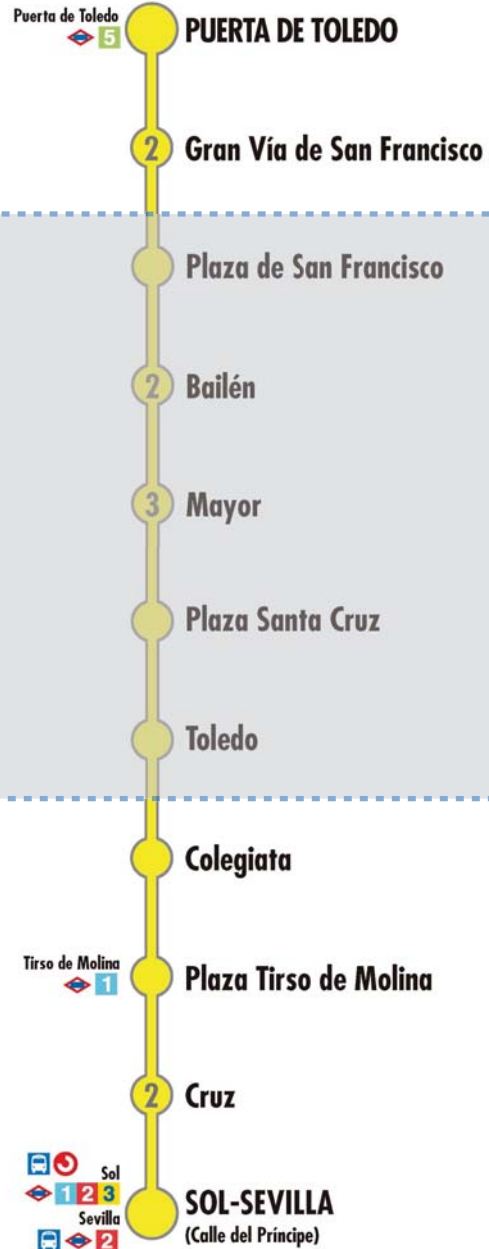 Puerta de Toledo
5
PUERTA DE TOLEDO
2
Gran Vía de San Francisco
Plaza de San Francisco
2
Bailén
3
Mayor
Plaza Santa Cruz
Toledo
Colegiata
Tirso de Molina
1
Plaza Tirso de Molina
2
Cruz
Sol
1 2 3
Sevilla
2
SOL-SEVILLA
(Calle del Príncipe)